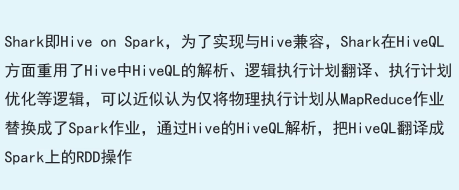 Shark即Hive on Spark，为了实现与Hive兼容，Shark在HiveQL
方面重用了Hive中HiveQL的解析、逻辑执行计划翻译、执行计划
优化等逻辑，可以近似认为仅将物理执行计划从MapReduce作业
替换成了Spark作业，通过Hive的HiveQL解析，把HiveQL翻译成
Spark上的RDD操作